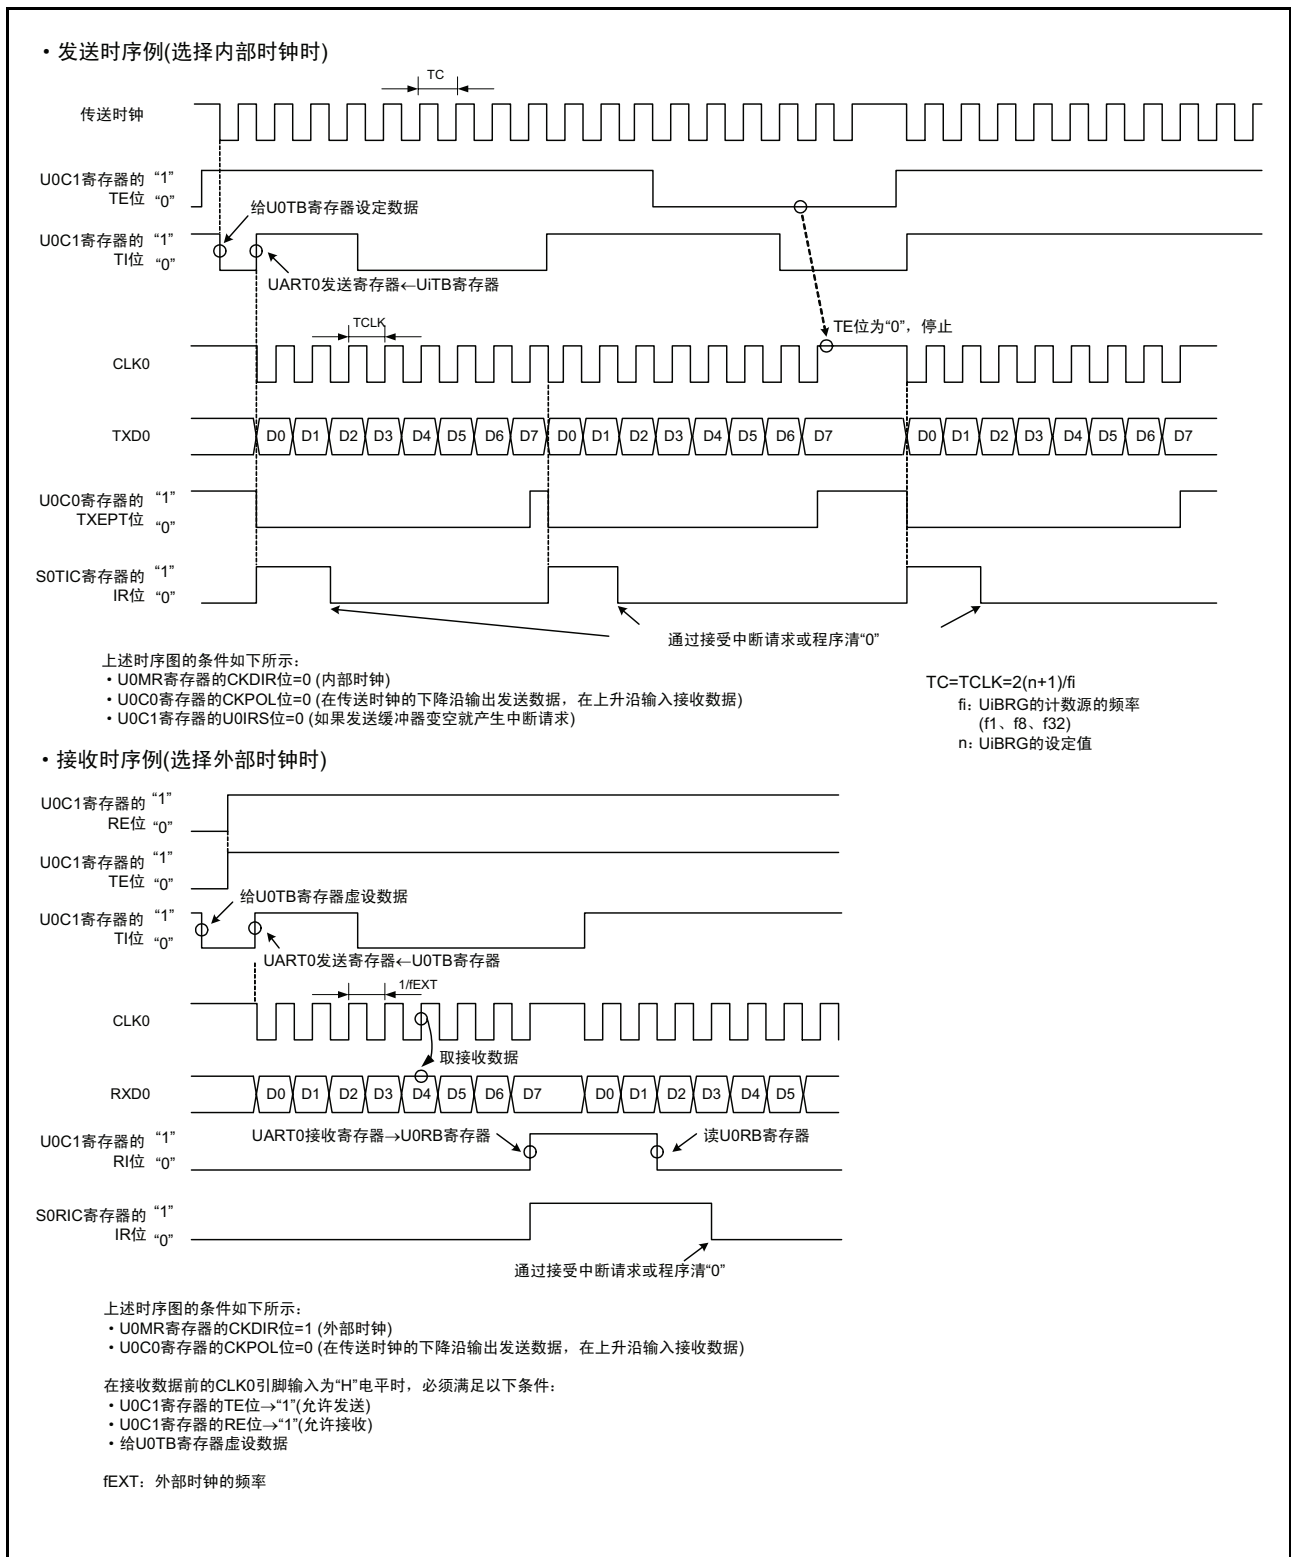 ・发送时序例(选择内部时钟时)
TC
传送时钟
U0C1寄存器的 “1”
TE位 “0”
给U0TB寄存器设定数据
U0C1寄存器的 “1”
TI位 “0”
UART0发送寄存器←UiTB寄存器
TCLK
TE位为“0”，停止
CLK0
TXD0
D0 D1 D2 D3 D4 D5 D6 D7 D0 D1 D2 D3 D4 D5 D6 D7 D0 D1 D2 D3 D4 D5 D6 D7
U0C0寄存器的 “1”
TXEPT位 “0”
S0TIC寄存器的 “1”
IR位 “0”
通过接受中断请求或程序清“0”
上述时序图的条件如下所示：
・U0MR寄存器的CKDIR位=0 (内部时钟)
・U0C0寄存器的CKPOL位=0 (在传送时钟的下降沿输出发送数据，在上升沿输入接收数据)
・U0C1寄存器的U0IRS位=0 (如果发送缓冲器变空就产生中断请求)
TC=TCLK=2(n+1)/fi
fi：UiBRG的计数源的频率
(f1、f8、f32)
n：UiBRG的设定值
・接收时序例(选择外部时钟时)
U0C1寄存器的 “1”
RE位 “0”
U0C1寄存器的 “1”
TE位 “0”
给U0TB寄存器虚设数据
U0C1寄存器的 “1”
TI位 “0”
UART0发送寄存器←U0TB寄存器
1/fEXT
CLK0
取接收数据
RXD0
D0 D1 D2 D3 D4 D5 D6 D7 D0 D1 D2 D3 D4 D5
UART0接收寄存器→U0RB寄存器
读U0RB寄存器
U0C1寄存器的 “1”
RI位 “0”
S0RIC寄存器的 “1”
IR位 “0”
通过接受中断请求或程序清“0”
上述时序图的条件如下所示：
・U0MR寄存器的CKDIR位=1 (外部时钟)
・U0C0寄存器的CKPOL位=0 (在传送时钟的下降沿输出发送数据，在上升沿输入接收数据)
在接收数据前的CLK0引脚输入为“H”电平时，必须满足以下条件：
・U0C1寄存器的TE位→“1”(允许发送)
・U0C1寄存器的RE位→“1”(允许接收)
・给U0TB寄存器虚设数据
fEXT：外部时钟的频率